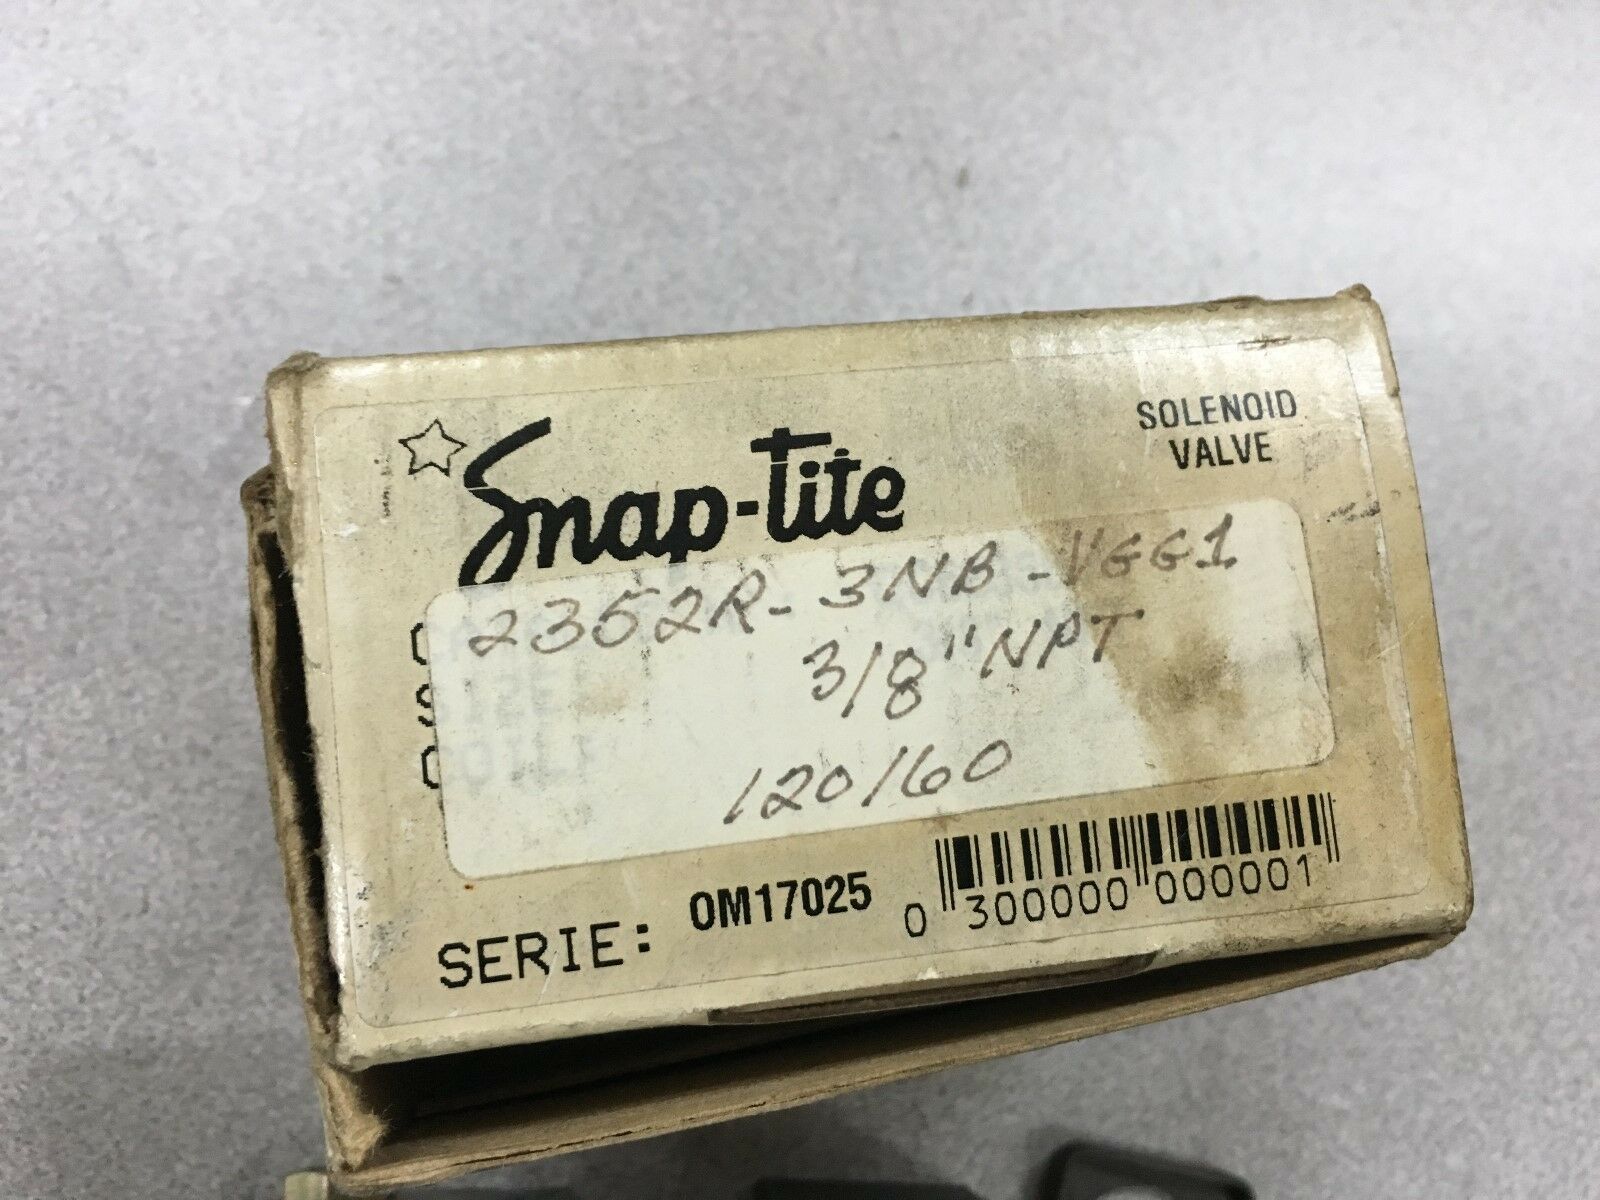 Snap-tite
SOLENOID
VALVE
2352R-3NB-VGG1
3/8" NPT
120/60
SERIE: OM17025
0 300000 000001